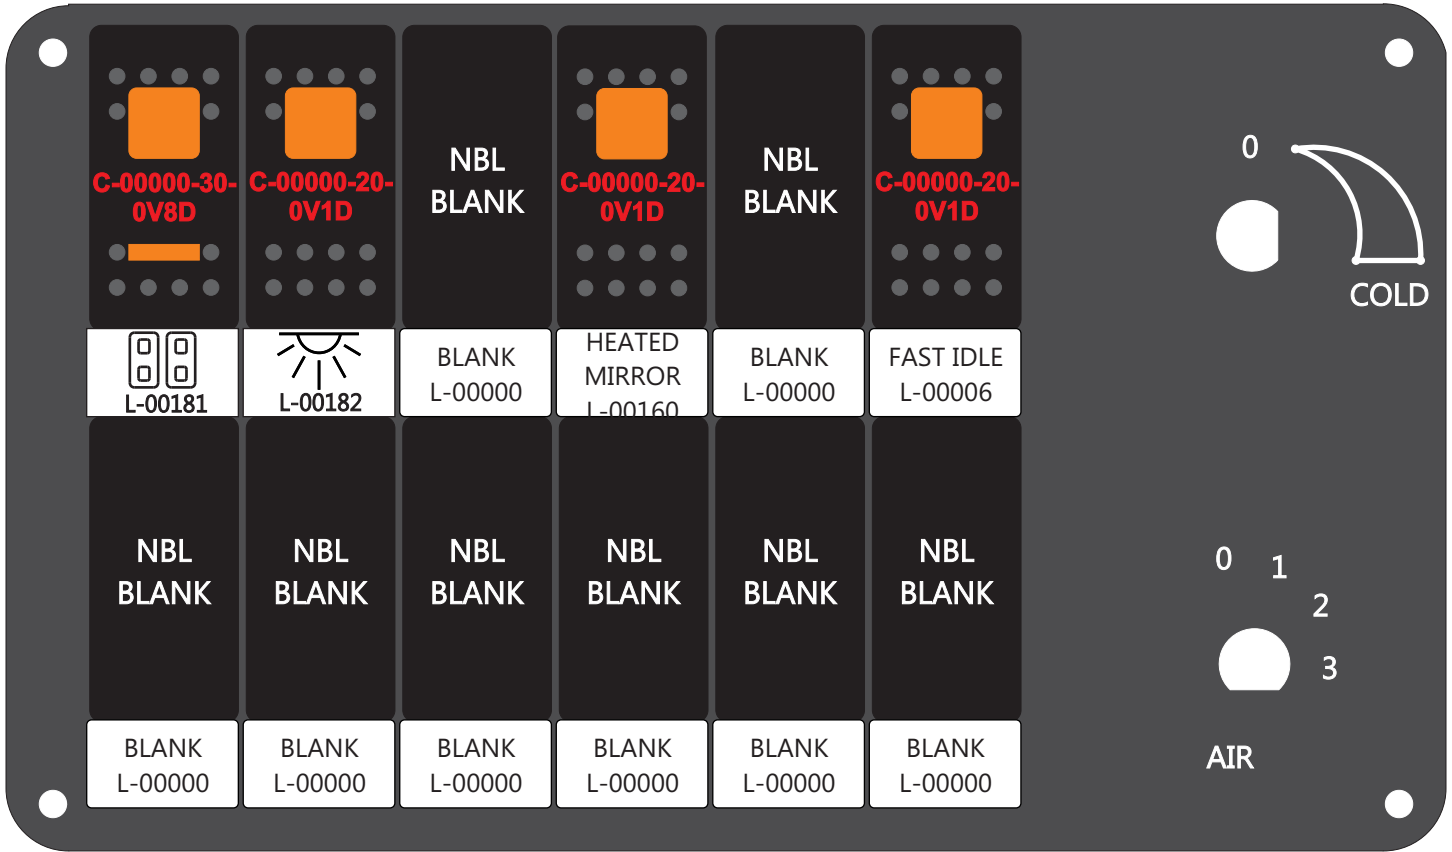 C-00000-30-
0V8D
C-00000-20-
0V1D
NBL
BLANK
C-00000-20-
0V1D
NBL
BLANK
C-00000-20-
0V1D
L-00181
L-00182
BLANK
L-00000
HEATED
MIRROR
L-00160
BLANK
L-00000
FAST IDLE
L-00006
0
COLD
NBL
BLANK
NBL
BLANK
NBL
BLANK
NBL
BLANK
NBL
BLANK
NBL
BLANK
BLANK
L-00000
BLANK
L-00000
BLANK
L-00000
BLANK
L-00000
BLANK
L-00000
BLANK
L-00000
0
1
2
3
AIR